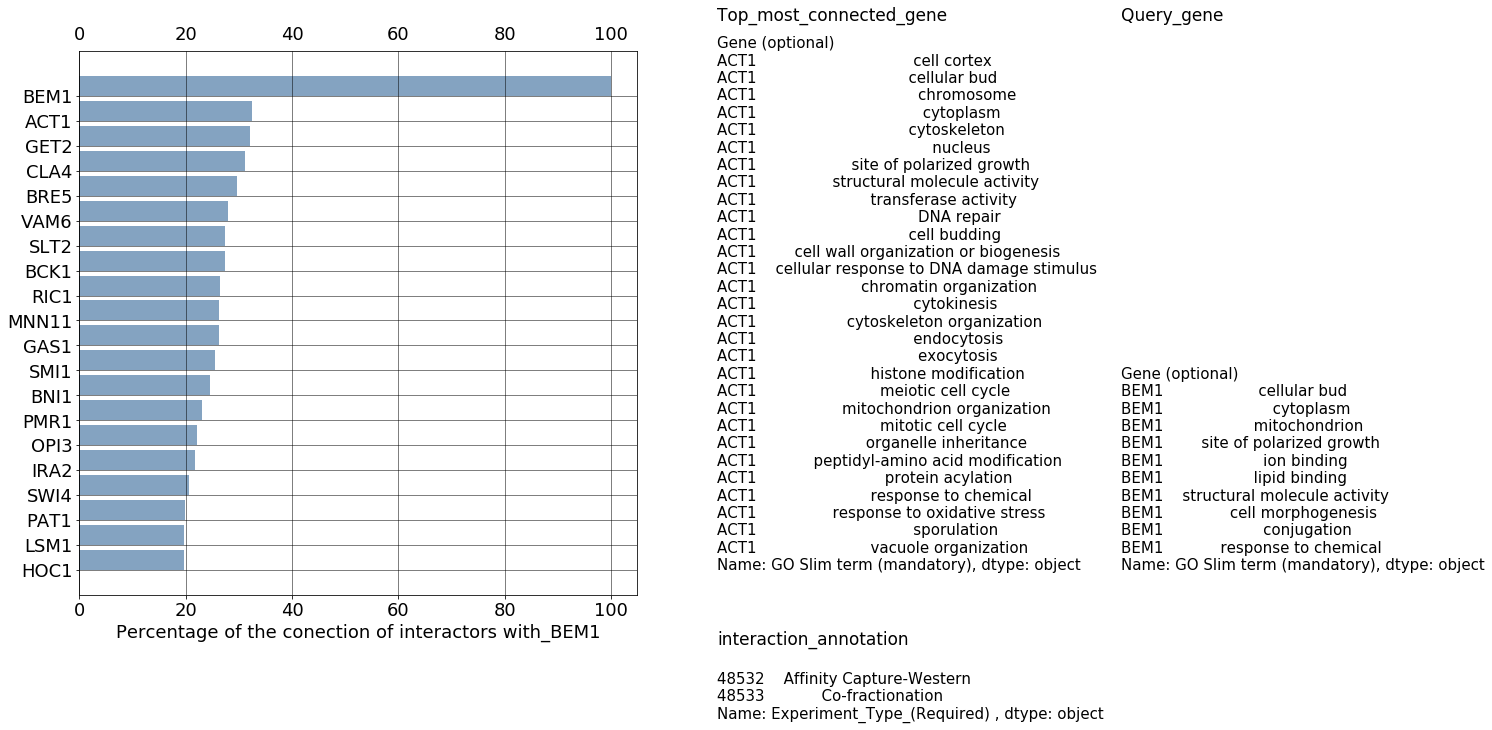 0 20 40 60 80 100
BEM1
ACT1
GET2
CLA4
BRE5
VAM6
SLT2
BCK1
RIC1
MNN11
GAS1
SMI1
BNI1
PMR1
OPI3
IRA2
SWI4
PAT1
LSM1
HOC1
0 20 40 60 80 100
Percentage of the conection of interactors with_BEM1
Top_most_connected_gene
Gene (optional)
ACT1 cell cortex
ACT1 cellular bud
ACT1 chromosome
ACT1 cytoplasm
ACT1 cytoskeleton
ACT1 nucleus
ACT1 site of polarized growth
ACT1 structural molecule activity
ACT1 transferase activity
ACT1 DNA repair
ACT1 cell budding
ACT1 cell wall organization or biogenesis
ACT1 cellular response to DNA damage stimulus
ACT1 chromatin organization
ACT1 cytokinesis
ACT1 cytoskeleton organization
ACT1 endocytosis
ACT1 exocytosis
ACT1 histone modification
ACT1 meiotic cell cycle
ACT1 mitochondrion organization
ACT1 mitotic cell cycle
ACT1 organelle inheritance
ACT1 peptidyl-amino acid modification
ACT1 protein acylation
ACT1 response to chemical
ACT1 response to oxidative stress
ACT1 sporulation
ACT1 vacuole organization
Name: GO Slim term (mandatory), dtype: object
Query_gene
Gene (optional)
BEM1 cellular bud
BEM1 cytoplasm
BEM1 mitochondrion
BEM1 site of polarized growth
BEM1 ion binding
BEM1 lipid binding
BEM1 structural molecule activity
BEM1 cell morphogenesis
BEM1 conjugation
BEM1 response to chemical
Name: GO Slim term (mandatory), dtype: object
interaction_annotation
48532 Affinity Capture-Western
48533 Co-fractionation
Name: Experiment_Type_(Required) , dtype: object